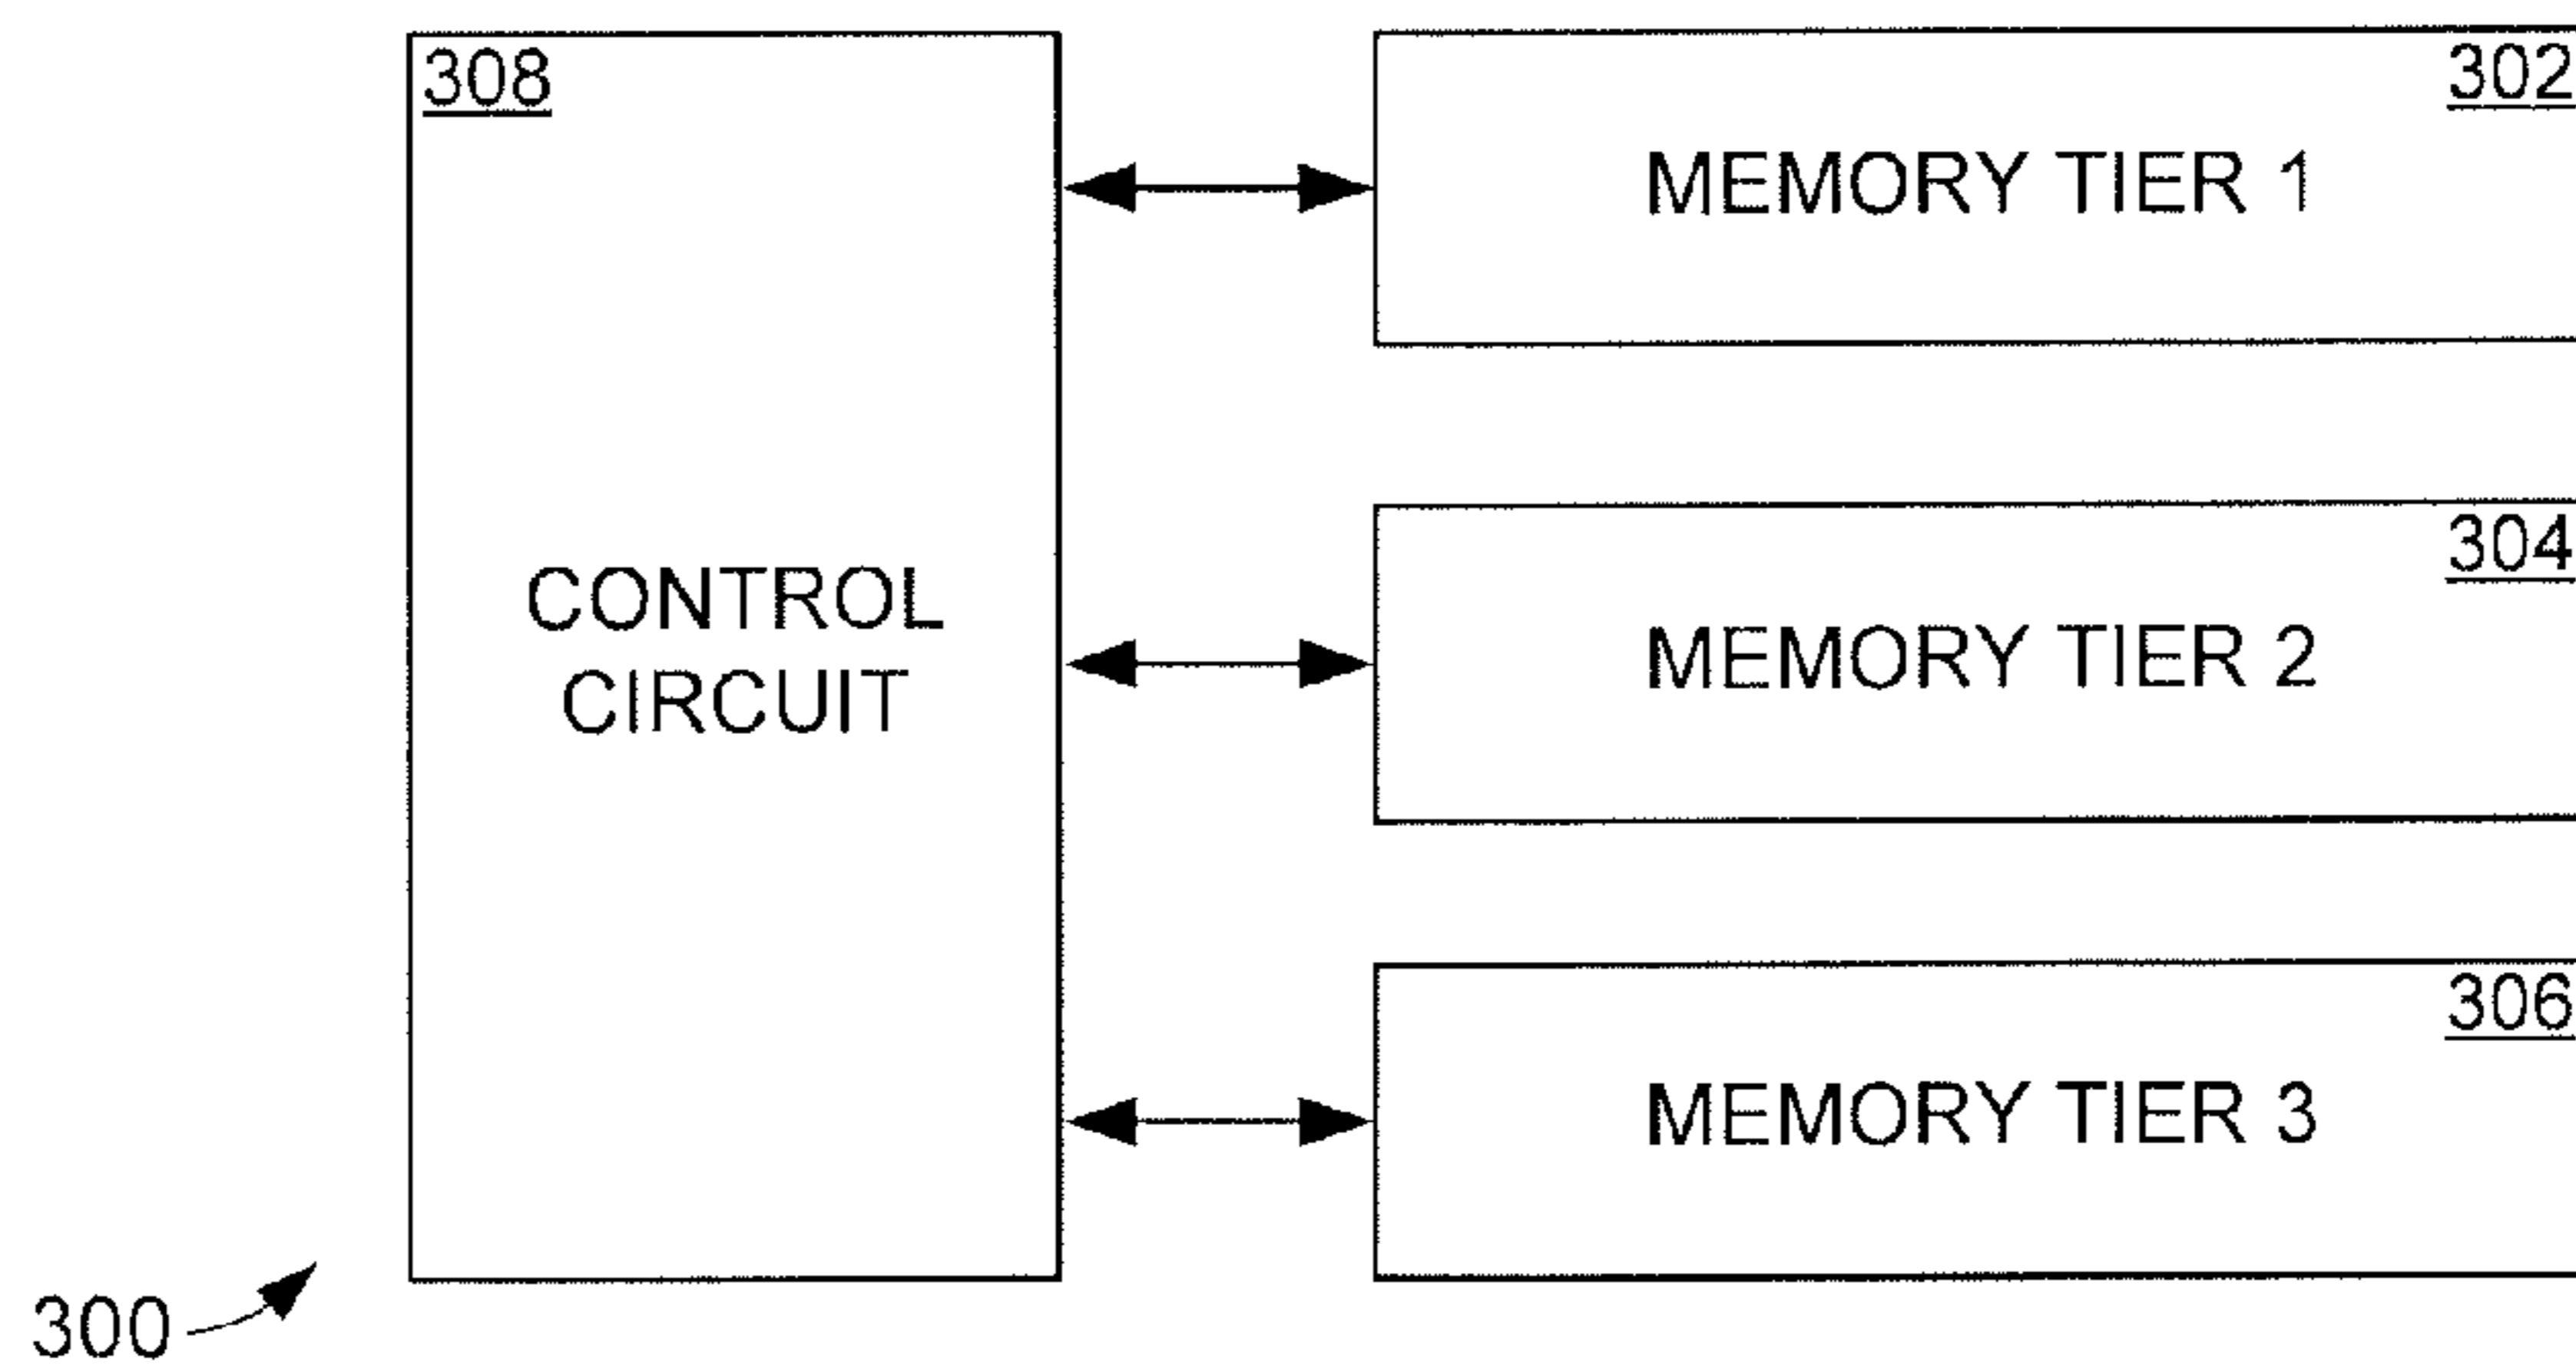 308
302
MEMORY TIER 1
304
CONTROL
CIRCUIT
MEMORY TIER 2
306
MEMORY TIER 3
300